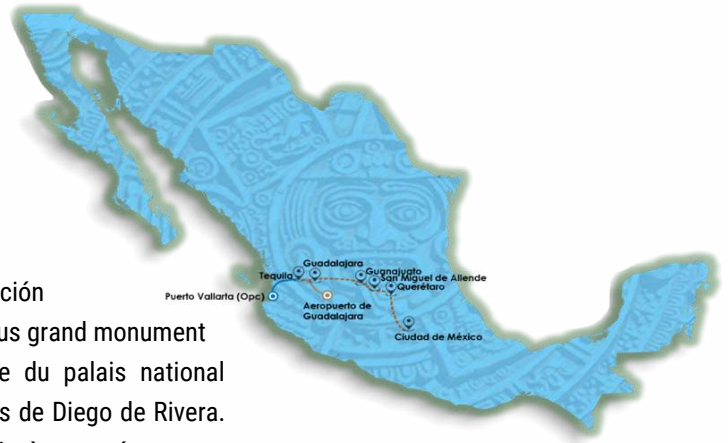 Guadalajara
Guanajuato
Tequila
San Miguel de Allende
Querétaro
Puerto Vallarta (Opc)
Aeropuerto de
Guadalajara
Ciudad de México
ción
us grand monument
e du palais national
s de Diego de Rivera.